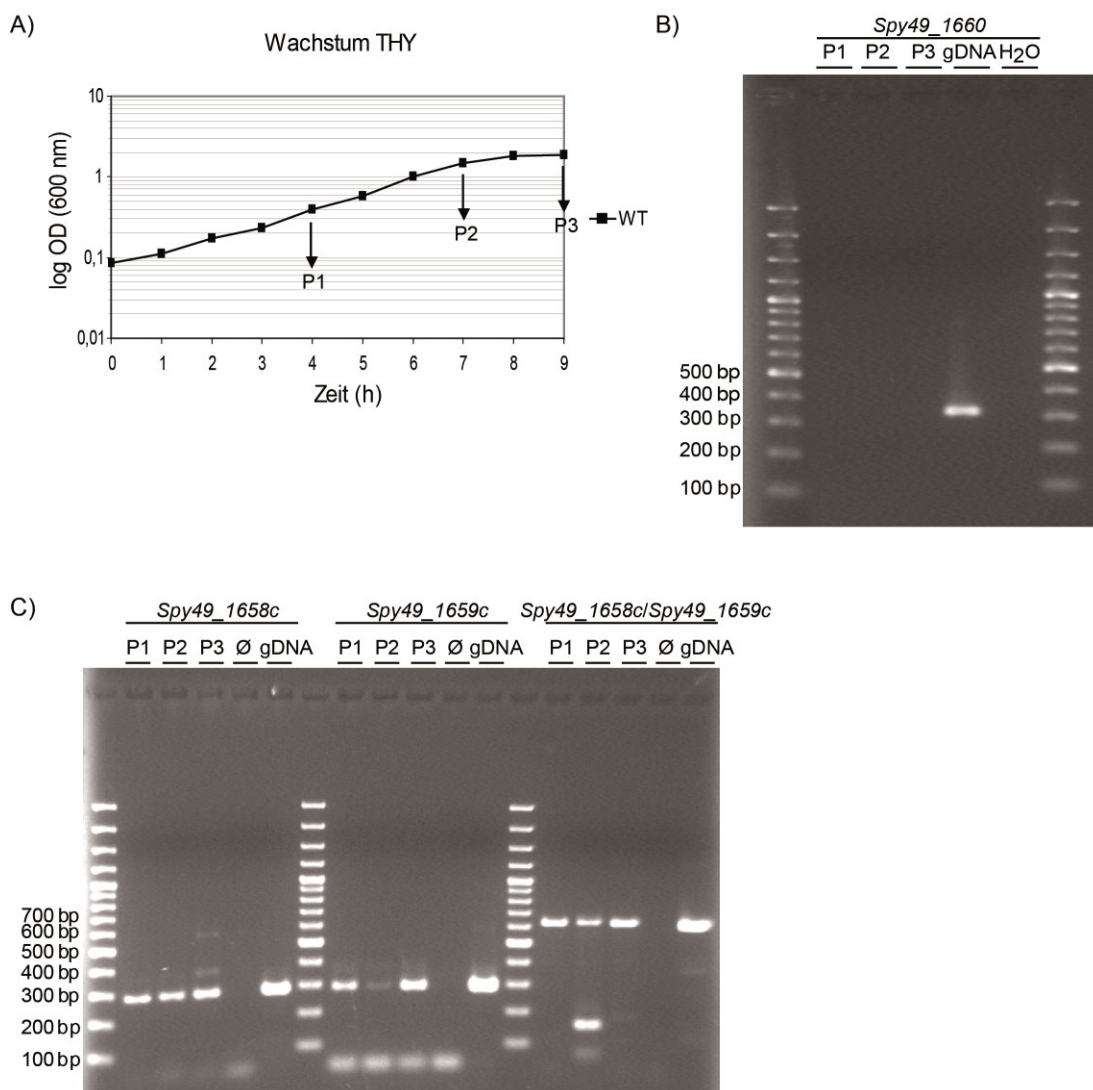 A)
Wachstum THY
log OD (600 nm)
10
1
0,1
0,01
P1
P2
P3
WT
0 1 2 3 4 5 6 7 8 9
Zeit (h)
B)
Spy49_1660
P1 P2 P3 gDNA H₂O
500 bp
400 bp
300 bp
200 bp
100 bp
C)
Spy49_1658c Spy49_1659c Spy49_1658c/Spy49_1659c
P1 P2 P3 Ø gDNA P1 P2 P3 Ø gDNA P1 P2 P3 Ø gDNA
700 bp
600 bp
500 bp
400 bp
300 bp
200 bp
100 bp